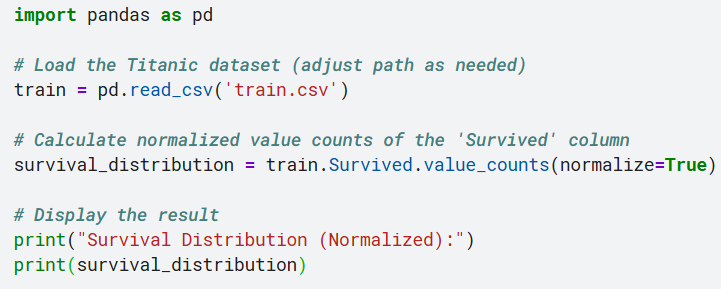 import pandas as pd
# Load the Titanic dataset (adjust path as needed)
train = pd.read_csv('train.csv')
# Calculate normalized value counts of the 'Survived' column
survival_distribution = train.Survived.value_counts(normalize=True)
# Display the result
print("Survival Distribution (Normalized):")
print(survival_distribution)